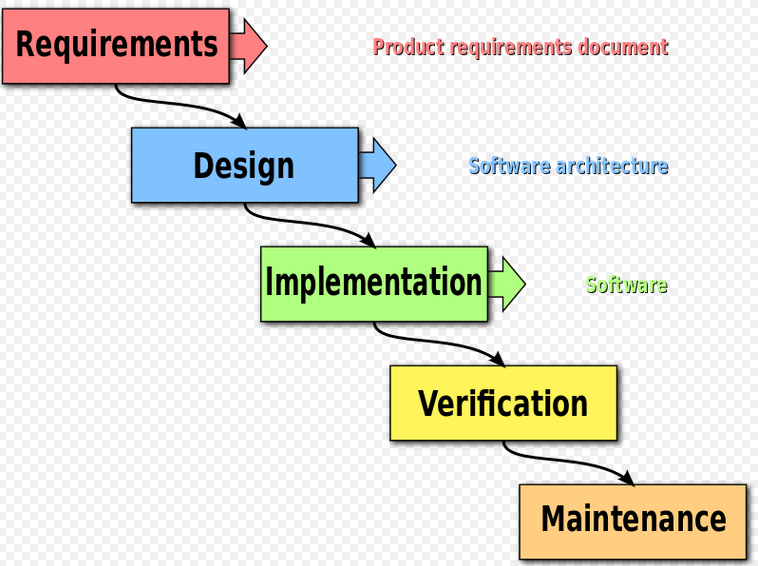 Requirements
Product requirements document
Design
Software architecture
Implementation
Software
Verification
Maintenance